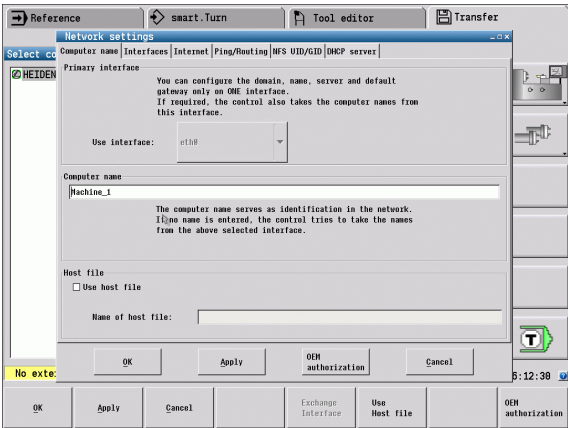 Reference
smart.Turn
Tool editor
Transfer
Network settings
Select co
Computer name Interfaces Internet Ping/Routing NFS UID/GID DHCP server
HEIDEN
Primary interface
You can configure the domain, name, server and default
gateway only on ONE interface.
If required, the control also takes the computer names from
this interface.
Use interface: eth0
Computer name
Machine_1
The computer name serves as identification in the network.
If no name is entered, the control tries to take the names
from the above selected interface.
Host file
Use host file
Name of host file:
OK Apply OEM authorization Cancel
T
No exte
6:12:30
OK Apply Cancel Exchange Interface Use Host file OEM authorization